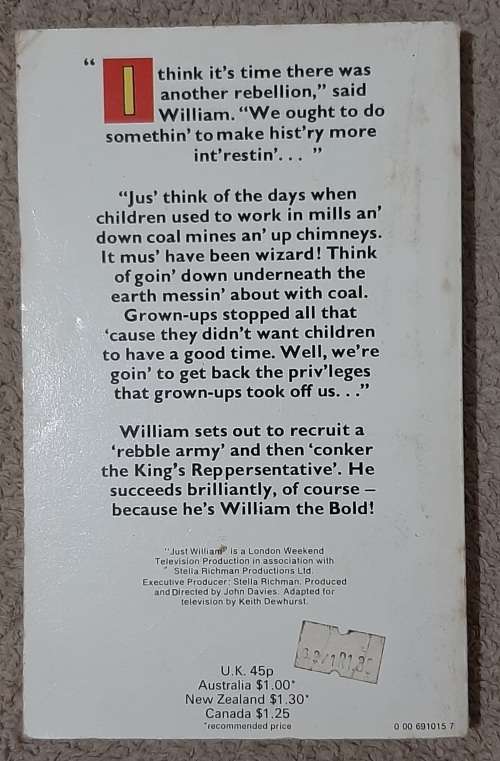 “I think it's time there was
another rebellion,” said
William. “We ought to do
somethin' to make hist'ry more
int'restin'. . . ”
“Jus' think of the days when
children used to work in mills an'
down coal mines an' up chimneys.
It mus' have been wizard! Think
of goin' down underneath the
earth messin' about with coal.
Grown-ups stopped all that
‘cause they didn't want children
to have a good time. Well, we're
goin' to get back the priv'leges
that grown-ups took off us. . .”
William sets out to recruit a
‘rebble army’ and then ‘conker
the King's Reppersentative’. He
succeeds brilliantly, of course –
because he's William the Bold!
“Just William” is a London Weekend
Television Production in association with
Stella Richman Productions Ltd.
Executive Producer: Stella Richman. Produced
and Directed by John Davies. Adapted for
television by Keith Dewhurst.
U.K. 45p
Australia $1.00*
New Zealand $1.30*
Canada $1.25
*recommended price
0 00 691015 7